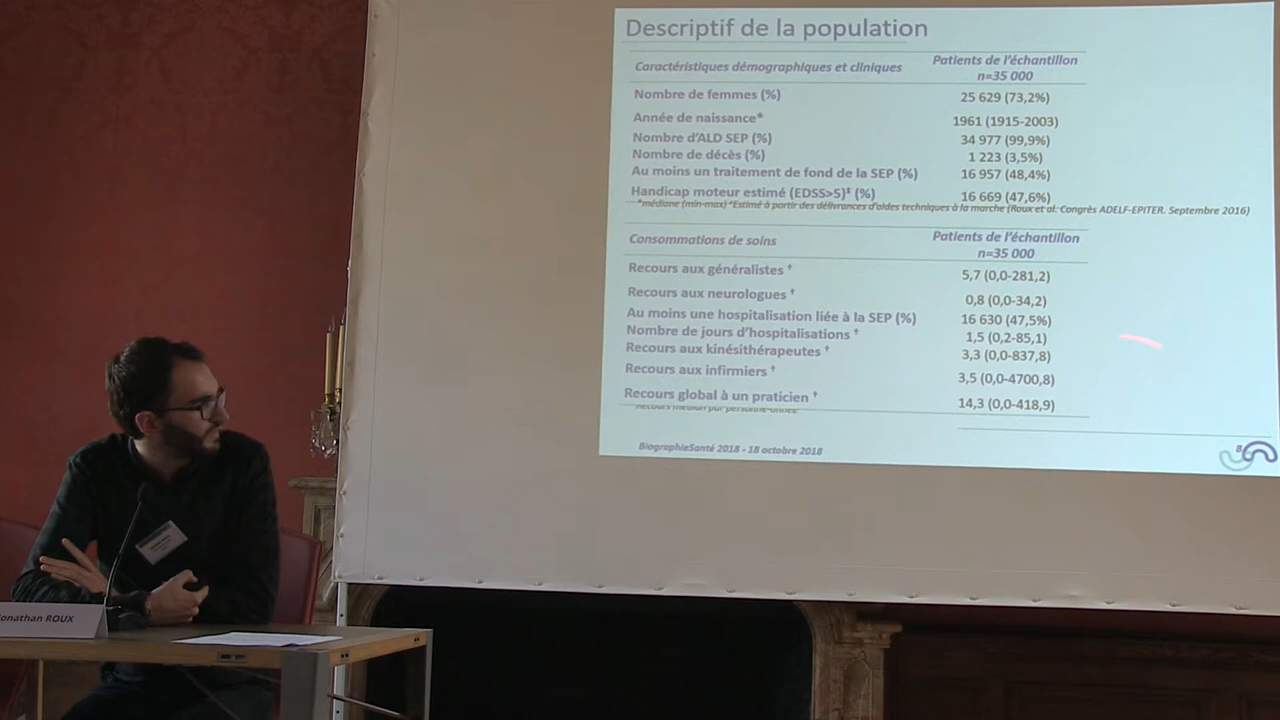 Descriptif de la population
Caractéristiques démographiques et cliniques
Patients de l'échantillon
n=35 000
Nombre de femmes (%) 25 629 (73,2%)
Année de naissance* 1961 (1915-2003)
Nombre d'ALD SEP (%) 34 977 (99,9%)
Nombre de décès (%) 1 223 (3,5%)
Au moins un traitement de fond de la SEP (%) 16 957 (48,4%)
Handicap moteur estimé (EDSS>5)‡ (%) 16 669 (47,6%)
*médiane (min-max) ‡Estimé à partir des délivrances d'aides techniques à la marche (Roux et al. Congrès ADELF-EPITER. Septembre 2016)
Consommations de soins
Patients de l'échantillon
n=35 000
Recours aux généralistes † 5,7 (0,0-281,2)
Recours aux neurologues † 0,8 (0,0-34,2)
Au moins une hospitalisation liée à la SEP (%) 16 630 (47,5%)
Nombre de jours d'hospitalisations † 1,5 (0,2-85,1)
Recours aux kinésithérapeutes † 3,3 (0,0-837,8)
Recours aux infirmiers † 3,5 (0,0-4700,8)
Recours global à un praticien † 14,3 (0,0-418,9)
Recours médian par personne-année
BiographieSanté 2018 - 18 octobre 2018
8
onathan ROUX